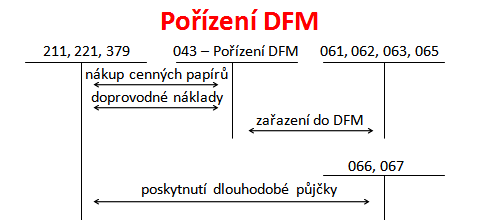 Pořízení DFM
211, 221, 379 043 – Pořízení DFM 061, 062, 063, 065
nákup cenných papírů
doprovodné náklady
zařazení do DFM
066, 067
poskytnutí dlouhodobé půjčky